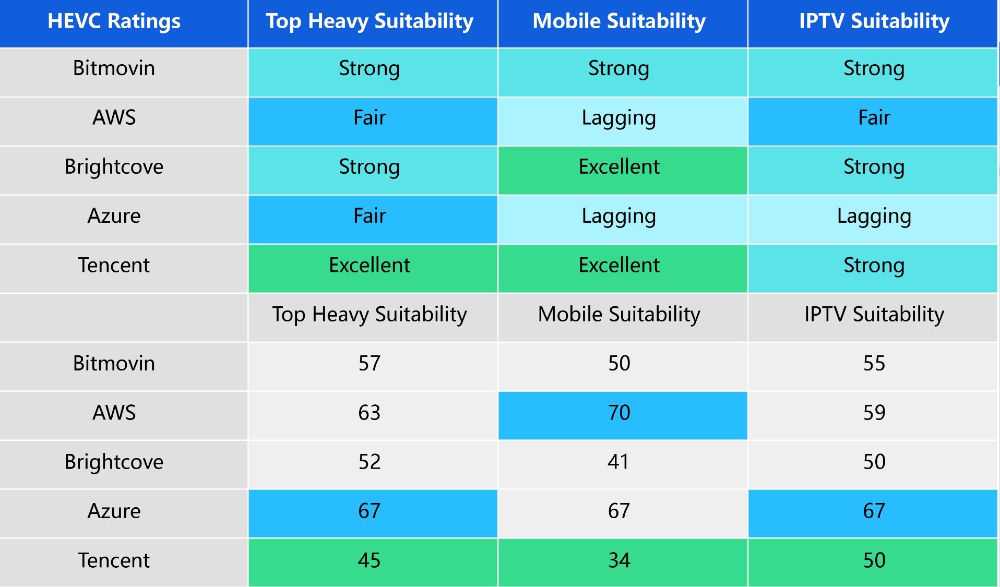 HEVC Ratings Top Heavy Suitability Mobile Suitability IPTV Suitability
Bitmovin Strong Strong Strong
AWS Fair Lagging Fair
Brightcove Strong Excellent Strong
Azure Fair Lagging Lagging
Tencent Excellent Excellent Strong
Top Heavy Suitability Mobile Suitability IPTV Suitability
Bitmovin 57 50 55
AWS 63 70 59
Brightcove 52 41 50
Azure 67 67 67
Tencent 45 34 50